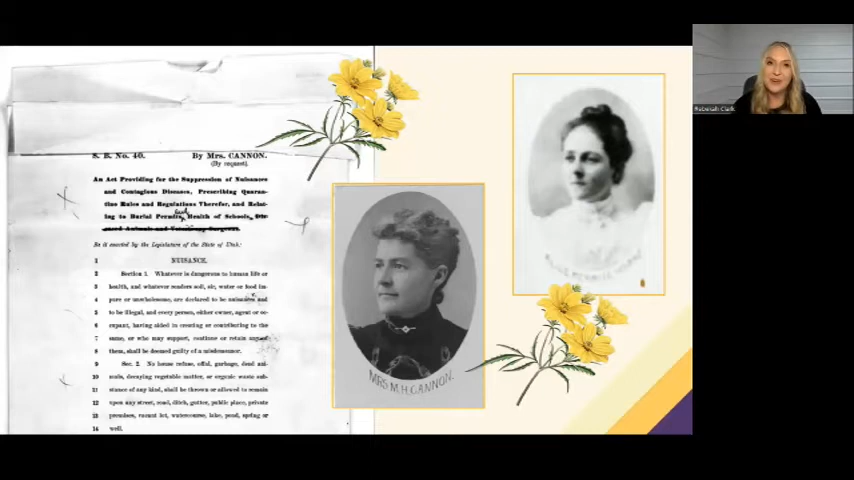 S. B. No. 40. By Mrs. CANNON.
(By request).
An Act Providing for the Suppression of Nuisances
and Contagious Diseases, Prescribing Quaran-
tine Rules and Regulations Therefor, and Relat-
ing to Burial Permits, and Health of Schools, Dis-
eased Animals and Veterinary Surgeons.
Be it enacted by the Legislature of the State of Utah:
1 NUISANCE.
2 Section 1. Whatever is dangerous to human life or
3 health, and whatever renders soil, air, water or food im-
4 pure or unwholesome, are declared to be nuisances and
5 to be illegal, and every person, either owner, agent or oc-
6 cupant, having aided in creating or contributing to the
7 same, or who may support, continue or retain any of
8 them, shall be deemed guilty of a misdemeanor.
9 Sec. 2. No house refuse, offal, garbage, dead ani-
10 mals, decaying vegetable matter, or organic waste sub-
11 stance of any kind, shall be thrown or allowed to remain
12 upon any street, road, ditch, gutter, public place, private
13 premises, vacant lot, watercourse, lake, pond, spring or
14 well.
MRS M.H. CANNON.
Rebekah Clark